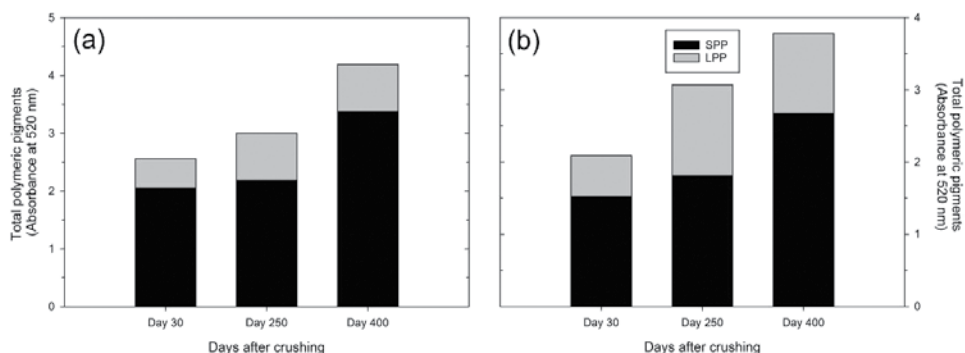 (a)
Total polymeric pigments
(Absorbance at 520 nm)
5
4
3
2
1
0
Day 30 Day 250 Day 400
Days after crushing
(b)
SPP
LPP
4
3
2
1
0
Total polymeric pigments
(Absorbance at 520 nm)
Day 30 Day 250 Day 400
Days after crushing